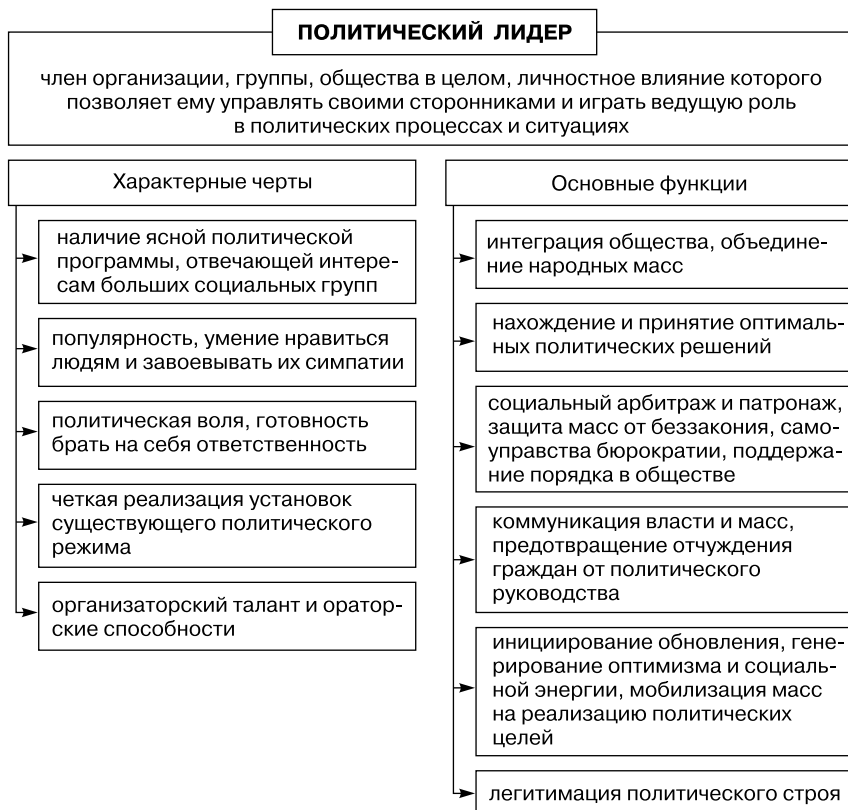 ПОЛИТИЧЕСКИЙ ЛИДЕР
член организации, группы, общества в целом, личностное влияние которого
позволяет ему управлять своими сторонниками и играть ведущую роль
в политических процессах и ситуациях
Характерные черты
наличие ясной политической
программы, отвечающей интере-
сам больших социальных групп
популярность, умение нравиться
людям и завоевывать их симпатии
политическая воля, готовность
брать на себя ответственность
четкая реализация установок
существующего политического
режима
организаторский талант и оратор-
ские способности
Основные функции
интеграция общества, объедине-
ние народных масс
нахождение и принятие оптималь-
ных политических решений
социальный арбитраж и патронаж,
защита масс от беззакония, само-
управства бюрократии, поддержа-
ние порядка в обществе
коммуникация власти и масс,
предотвращение отчуждения
граждан от политического
руководства
инициирование обновления, гене-
рирование оптимизма и социаль-
ной энергии, мобилизация масс
на реализацию политических
целей
легитимация политического строя